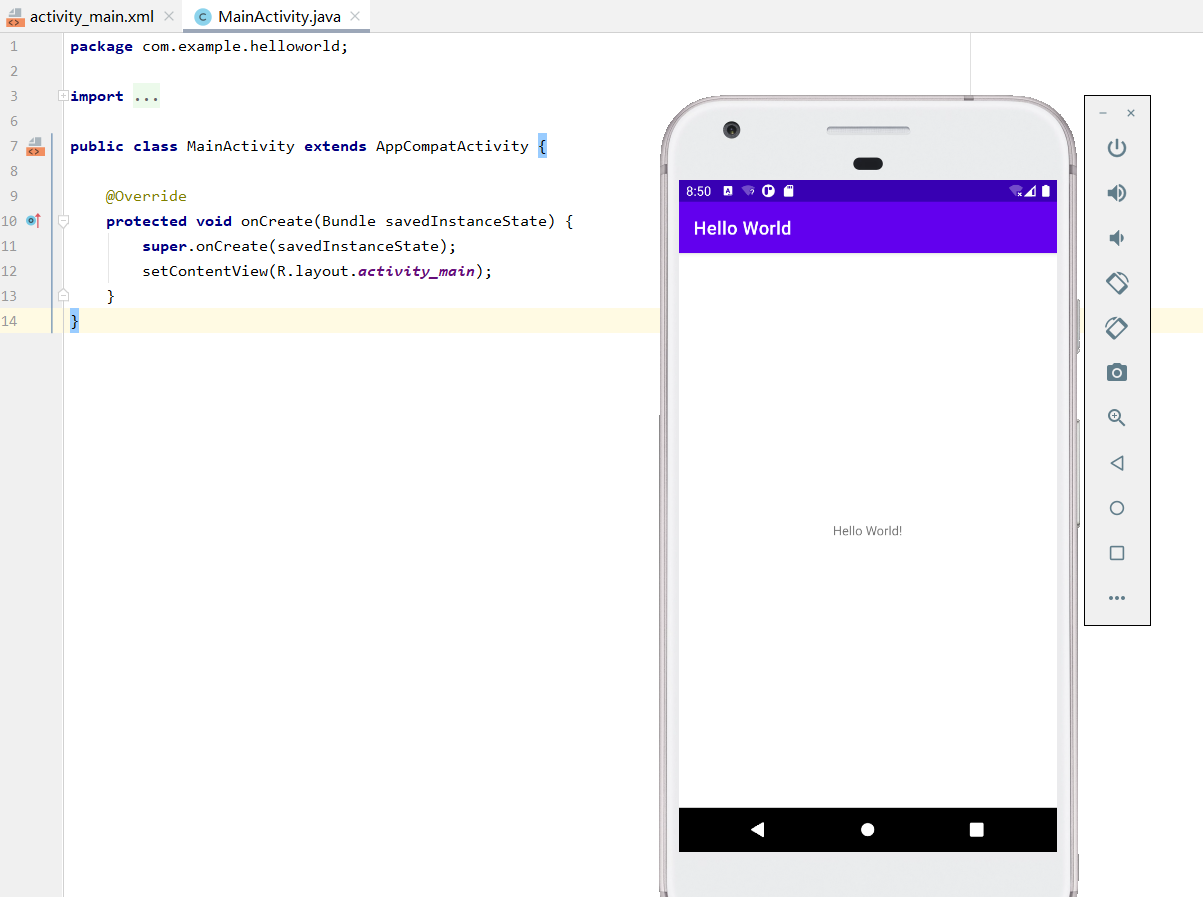 activity_main.xml MainActivity.java
1 package com.example.helloworld;
2
3 import ...
6
7 public class MainActivity extends AppCompatActivity {
8
9 @Override
10 protected void onCreate(Bundle savedInstanceState) {
11 super.onCreate(savedInstanceState);
12 setContentView(R.layout.activity_main);
13 }
14 }
8:50
Hello World
Hello World!